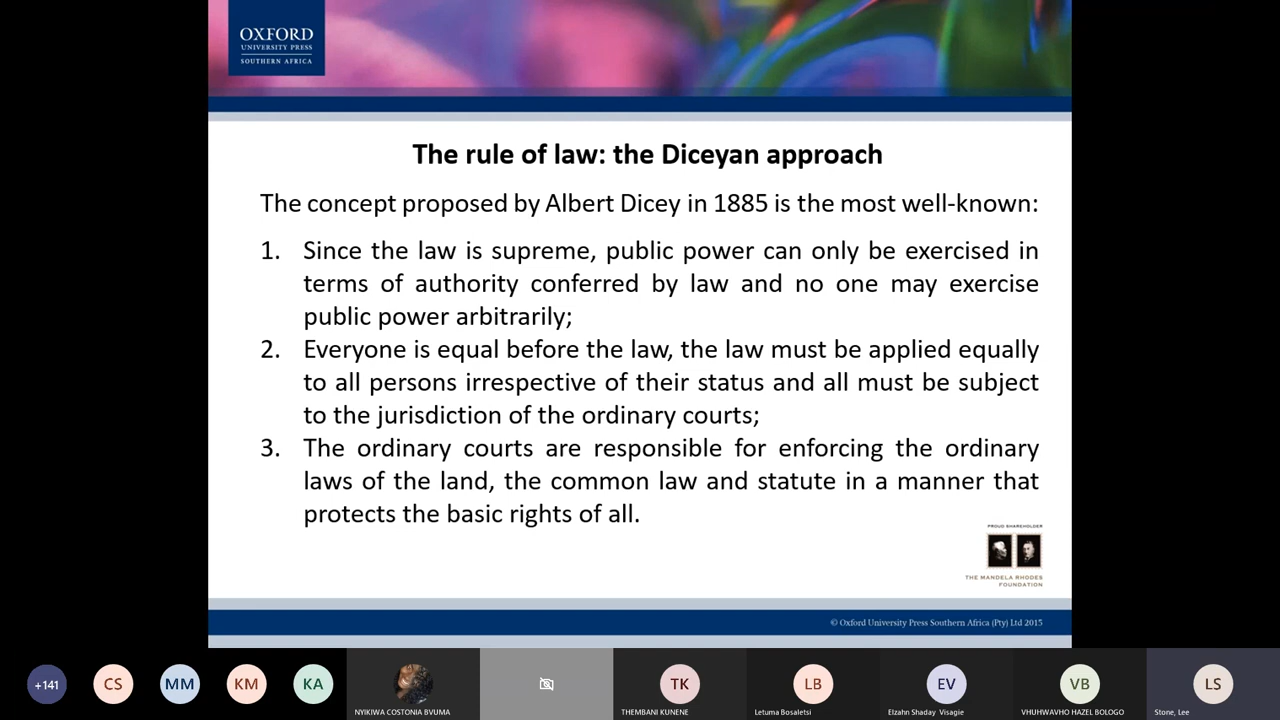 OXFORD
UNIVERSITY PRESS
SOUTHERN AFRICA
The rule of law: the Diceyan approach
The concept proposed by Albert Dicey in 1885 is the most well-known:
1. Since the law is supreme, public power can only be exercised in
terms of authority conferred by law and no one may exercise
public power arbitrarily;
2. Everyone is equal before the law, the law must be applied equally
to all persons irrespective of their status and all must be subject
to the jurisdiction of the ordinary courts;
3. The ordinary courts are responsible for enforcing the ordinary
laws of the land, the common law and statute in a manner that
protects the basic rights of all.
PROUD SHAREHOLDER
THE MANDELA RHODES
FOUNDATION
© Oxford University Press Southern Africa (Pty) Ltd 2015
+141 CS MM KM KA TK LB EV VB LS
NYIKIWA COSTONIA BVUMA THEMBANI KUNENE Letuma Bosaletsi Elzahn Shaday Visagie VHUHWAVHO HAZEL BOLOGO Stone, Lee